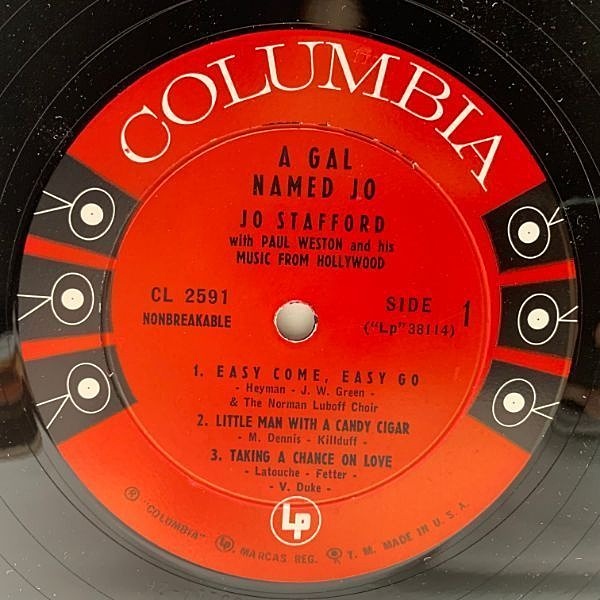 COLUMBIA
A GAL
NAMED JO
JO STAFFORD
with PAUL WESTON and his
MUSIC FROM HOLLYWOOD
CL 2591
NONBREAKABLE
SIDE 1
("Lp" 38114)
1. EASY COME, EASY GO
- Heyman - J. W. Green -
& The Norman Luboff Choir
2. LITTLE MAN WITH A CANDY CIGAR
- M. Dennis - Killduff -
3. TAKING A CHANCE ON LOVE
- Latouche - Fetter -
- V. Duke -
Lp
® "COLUMBIA" Lp, MARCAS REG. T. M. MADE IN U. S. A.